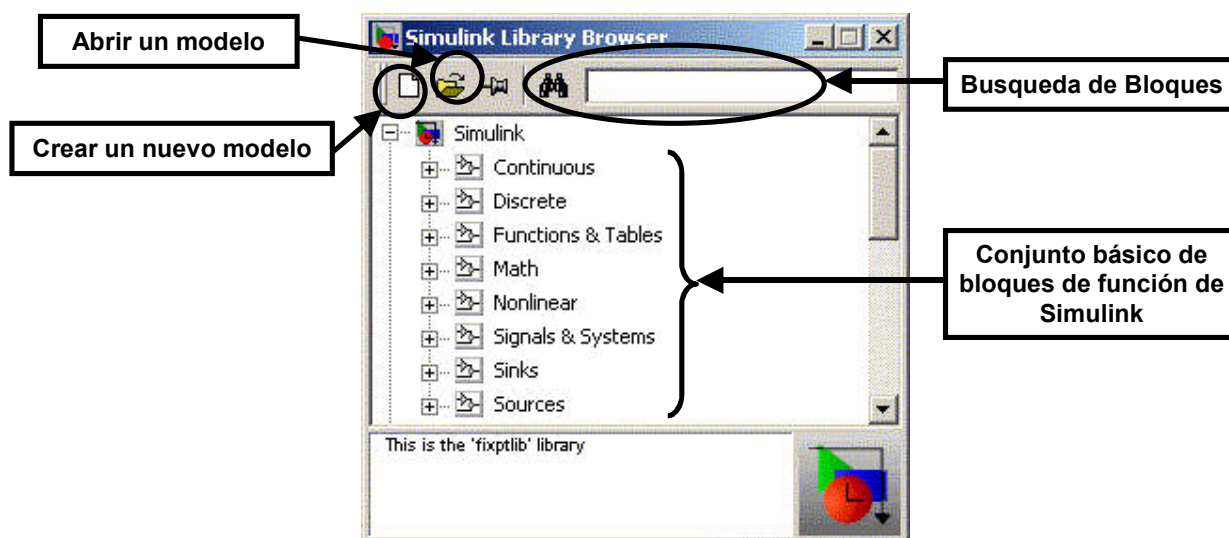 Abrir un modelo
Simulink Library Browser
Busqueda de Bloques
Crear un nuevo modelo
Simulink
Continuous
Discrete
Functions & Tables
Math
Nonlinear
Signals & Systems
Sinks
Sources
Conjunto básico de
bloques de función de
Simulink
This is the 'fixptlib' library